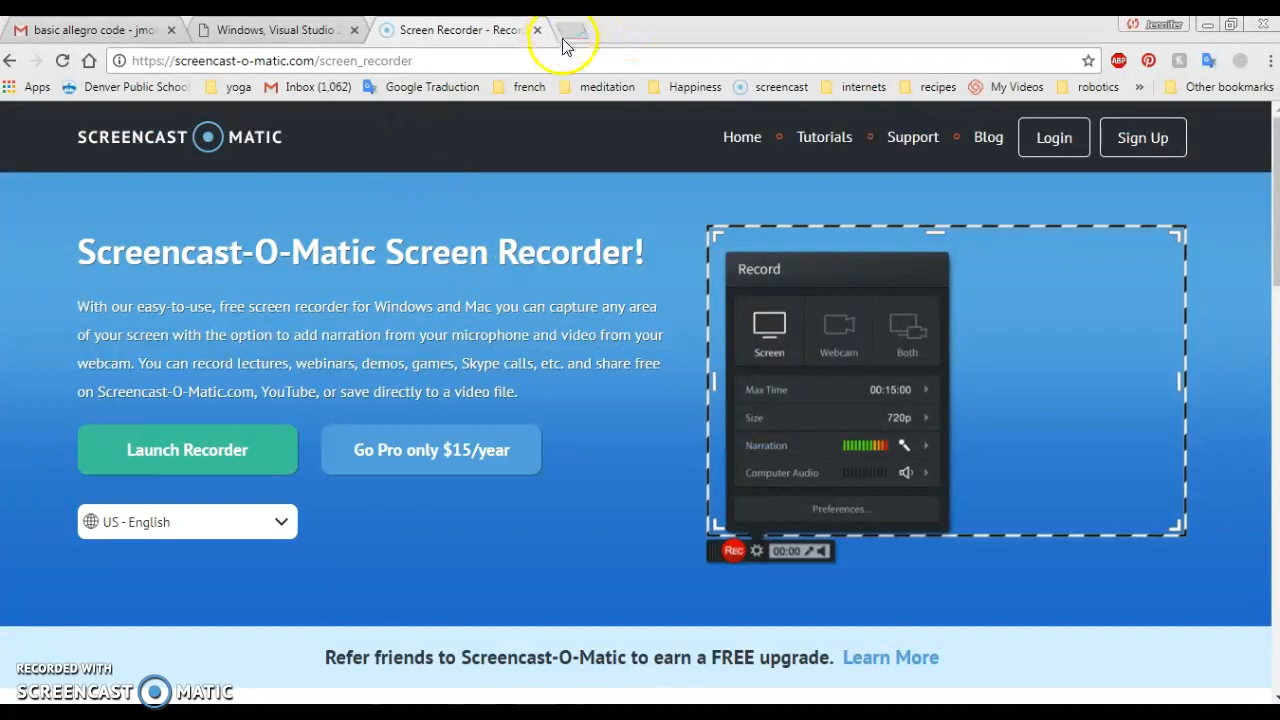 basic allegro code - jmo
Windows, Visual Studio 2
Screen Recorder - Recor
Jennifer
https://screencast-o-matic.com/screen_recorder
ABP
Apps
Denver Public School
yoga
Inbox (1,062)
Google Traduction
french
meditation
Happiness
screencast
internets
recipes
My Videos
robotics
»
Other bookmarks
SCREENCAST MATIC
Home
Tutorials
Support
Blog
Login
Sign Up
Screencast-O-Matic Screen Recorder!
With our easy-to-use, free screen recorder for Windows and Mac you can capture any area
of your screen with the option to add narration from your microphone and video from your
webcam. You can record lectures, webinars, demos, games, Skype calls, etc. and share free
on Screencast-O-Matic.com, YouTube, or save directly to a video file.
Launch Recorder
Go Pro only $15/year
US - English
Record
Screen
Webcam
Both
Max Time 00:15:00
Size 720p
Narration
Computer Audio
Preferences...
REC 00:00
Refer friends to Screencast-O-Matic to earn a FREE upgrade. Learn More
RECORDED WITH
SCREENCAST MATIC